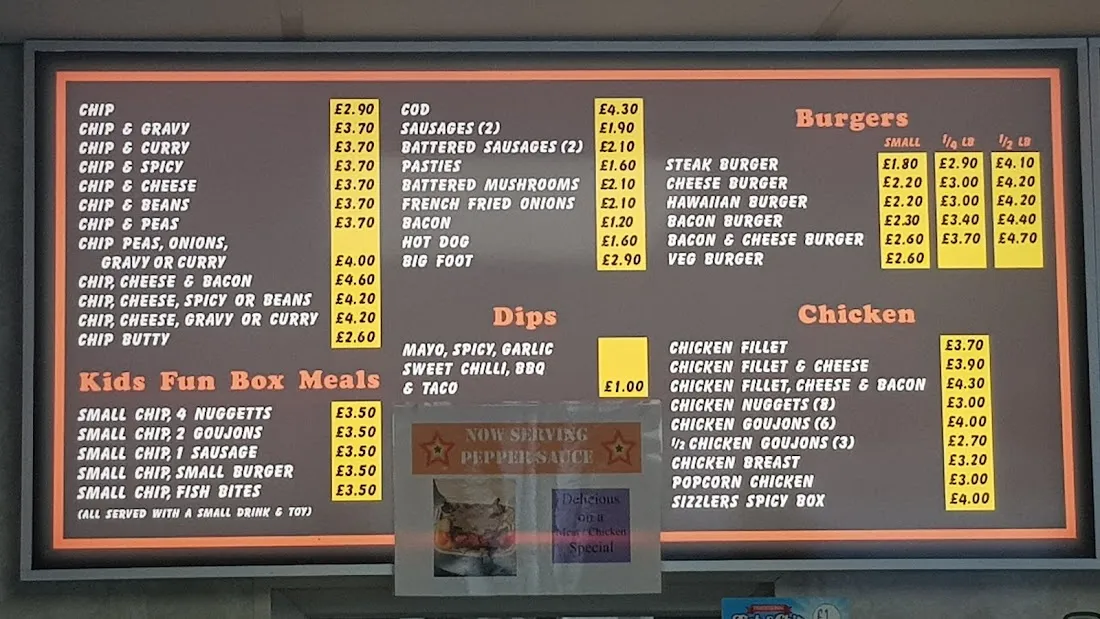 CHIP £2.90
CHIP & GRAVY £3.70
CHIP & CURRY £3.70
CHIP & SPICY £3.70
CHIP & CHEESE £3.70
CHIP & BEANS £3.70
CHIP & PEAS £3.70
CHIP PEAS, ONIONS,
GRAVY OR CURRY £4.00
CHIP, CHEESE & BACON £4.60
CHIP, CHEESE, SPICY OR BEANS £4.20
CHIP, CHEESE, GRAVY OR CURRY £4.20
CHIP BUTTY £2.60
Kids Fun Box Meals
SMALL CHIP, 4 NUGGETTS £3.50
SMALL CHIP, 2 GOUJONS £3.50
SMALL CHIP, 1 SAUSAGE £3.50
SMALL CHIP, SMALL BURGER £3.50
SMALL CHIP, FISH BITES £3.50
(ALL SERVED WITH A SMALL DRINK & TOY)
COD £4.30
SAUSAGES (2) £1.90
BATTERED SAUSAGES (2) £2.10
PASTIES £1.60
BATTERED MUSHROOMS £2.10
FRENCH FRIED ONIONS £2.10
BACON £1.20
HOT DOG £1.60
BIG FOOT £2.90
Dips
MAYO, SPICY, GARLIC
SWEET CHILLI, BBQ
& TACO £1.00
NOW SERVING
PEPPER SAUCE
Delicious
on a
Meat / Chicken
Special
Burgers
SMALL 1/4 LB 1/2 LB
STEAK BURGER £1.80 £2.90 £4.10
CHEESE BURGER £2.20 £3.00 £4.20
HAWAIIAN BURGER £2.20 £3.00 £4.20
BACON BURGER £2.30 £3.40 £4.40
BACON & CHEESE BURGER £2.60 £3.70 £4.70
VEG BURGER £2.60
Chicken
CHICKEN FILLET £3.70
CHICKEN FILLET & CHEESE £3.90
CHICKEN FILLET, CHEESE & BACON £4.30
CHICKEN NUGGETS (8) £3.00
CHICKEN GOUJONS (6) £4.00
1/2 CHICKEN GOUJONS (3) £2.70
CHICKEN BREAST £3.20
POPCORN CHICKEN £3.00
SIZZLERS SPICY BOX £4.00
£1